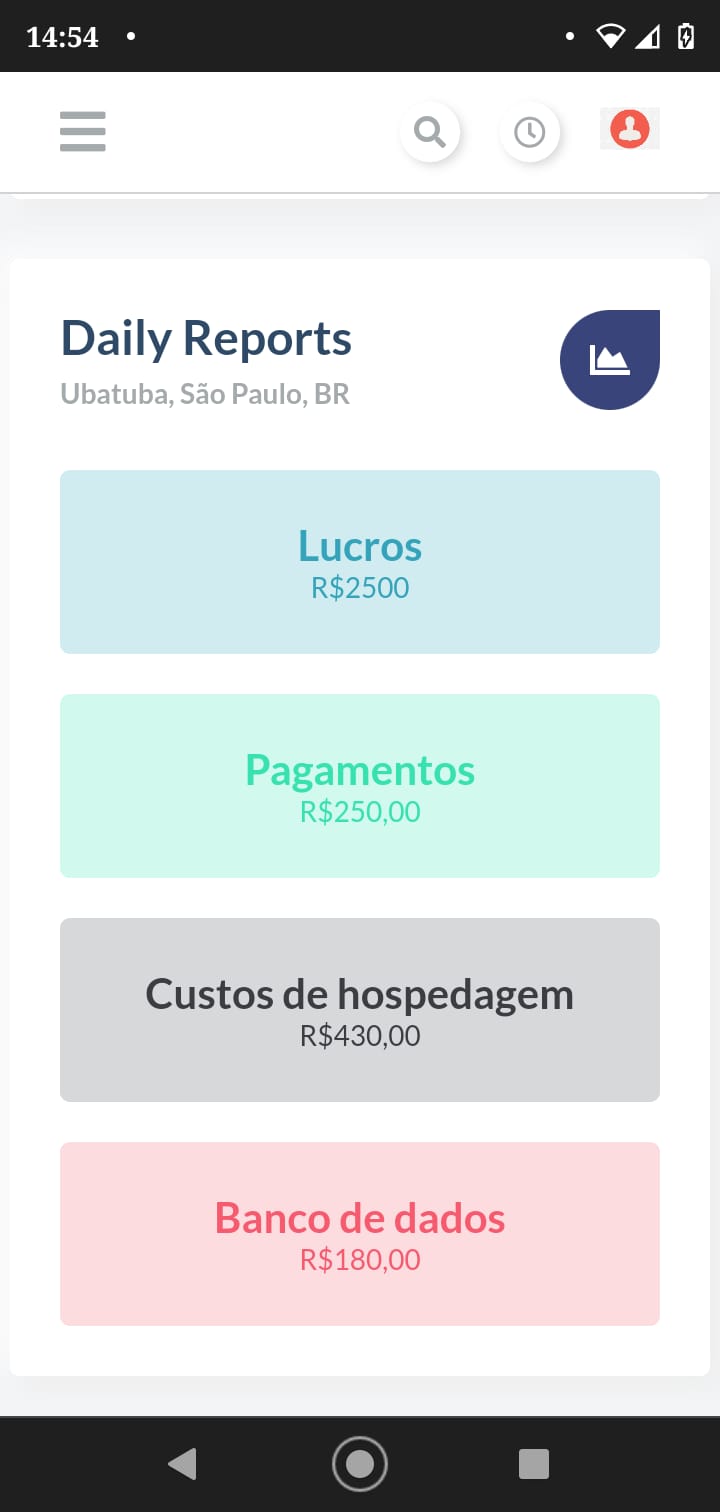 14:54
Daily Reports
Ubatuba, São Paulo, BR
Lucros
R$2500
Pagamentos
R$250,00
Custos de hospedagem
R$430,00
Banco de dados
R$180,00